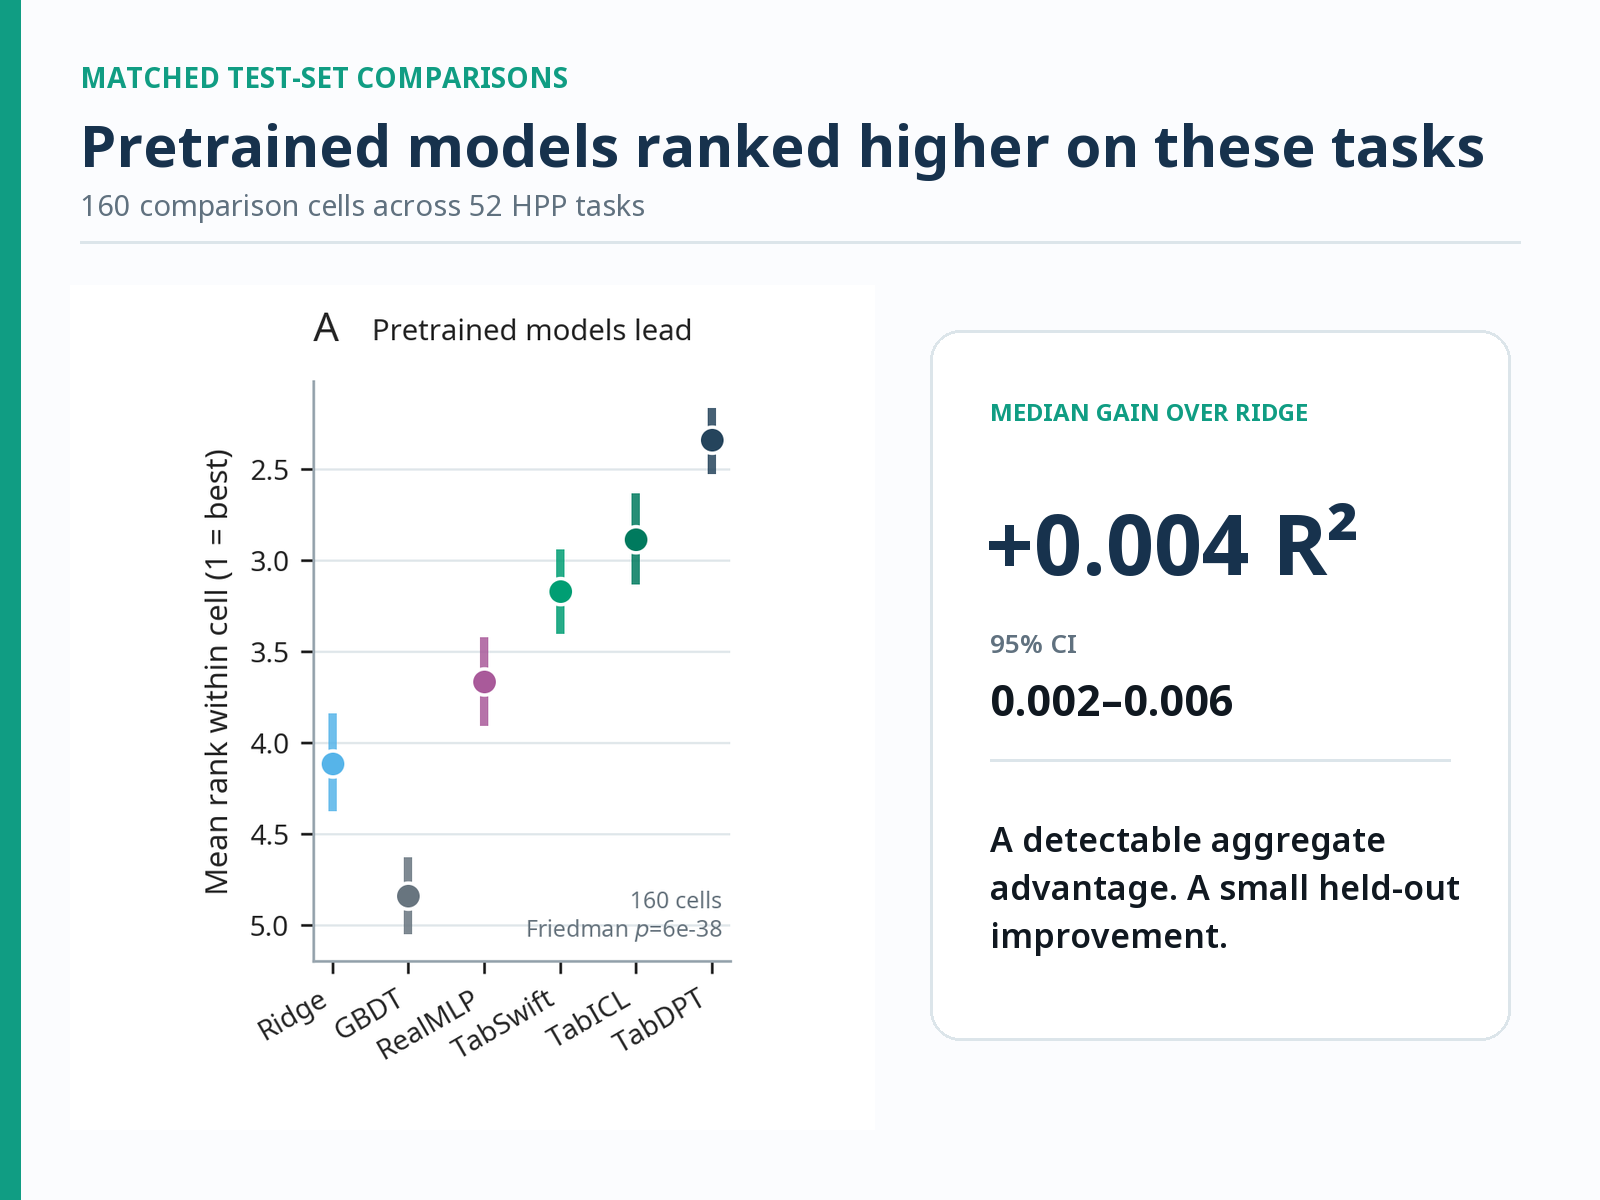 MATCHED TEST-SET COMPARISONS
Pretrained models ranked higher on these tasks
160 comparison cells across 52 HPP tasks
A Pretrained models lead
Mean rank within cell (1 = best)
2.5
3.0
3.5
4.0
4.5
5.0
160 cells
Friedman p=6e-38
Ridge
GBDT
RealMLP
TabSwift
TabICL
TabDPT
MEDIAN GAIN OVER RIDGE
+0.004 R²
95% CI
0.002–0.006
A detectable aggregate
advantage. A small held-out
improvement.